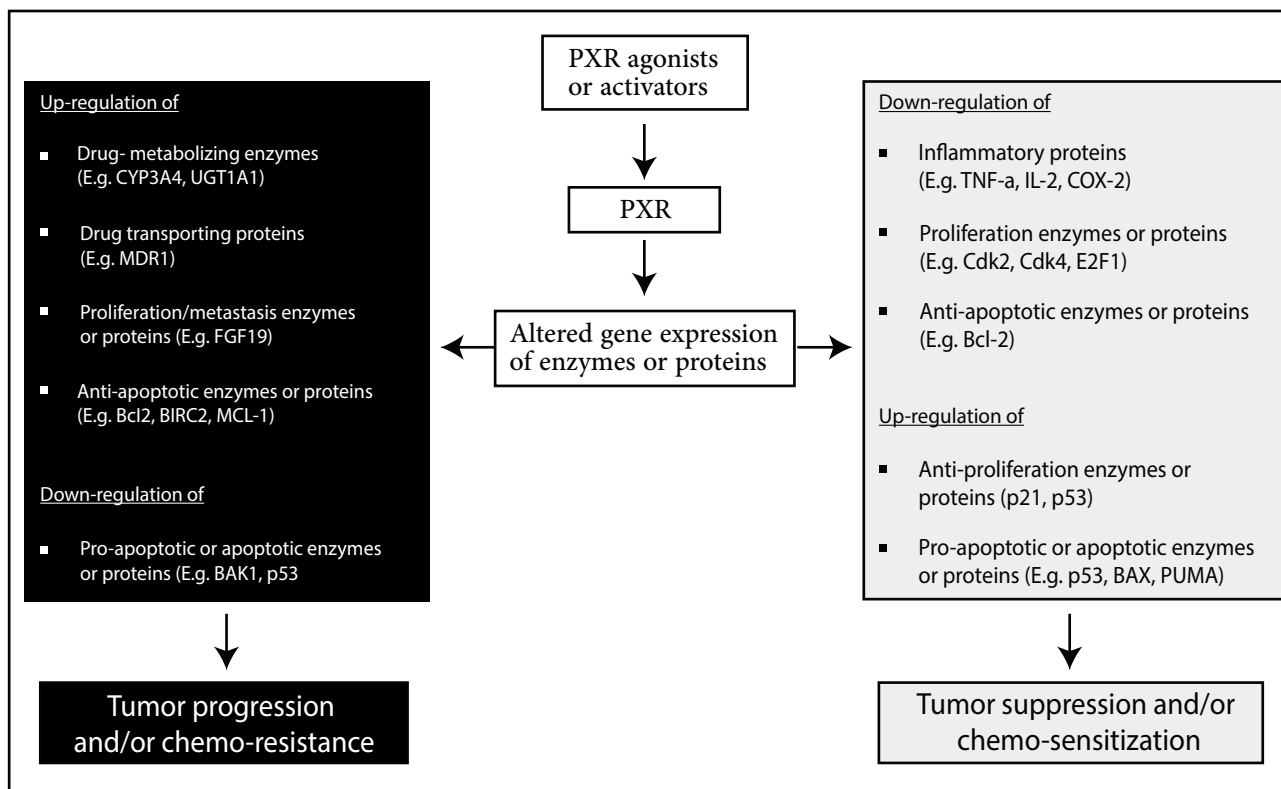 PXR agonists
or activators
PXR
Altered gene expression
of enzymes or proteins
Up-regulation of
Drug- metabolizing enzymes
(E.g. CYP3A4, UGT1A1)
Drug transporting proteins
(E.g. MDR1)
Proliferation/metastasis enzymes
or proteins (E.g. FGF19)
Anti-apoptotic enzymes or proteins
(E.g. Bcl2, BIRC2, MCL-1)
Down-regulation of
Pro-apoptotic or apoptotic enzymes
or proteins (E.g. BAK1, p53
Tumor progression
and/or chemo-resistance
Down-regulation of
Inflammatory proteins
(E.g. TNF-a, IL-2, COX-2)
Proliferation enzymes or proteins
(E.g. Cdk2, Cdk4, E2F1)
Anti-apoptotic enzymes or proteins
(E.g. Bcl-2)
Up-regulation of
Anti-proliferation enzymes or
proteins (p21, p53)
Pro-apoptotic or apoptotic enzymes
or proteins (E.g. p53, BAX, PUMA)
Tumor suppression and/or
chemo-sensitization